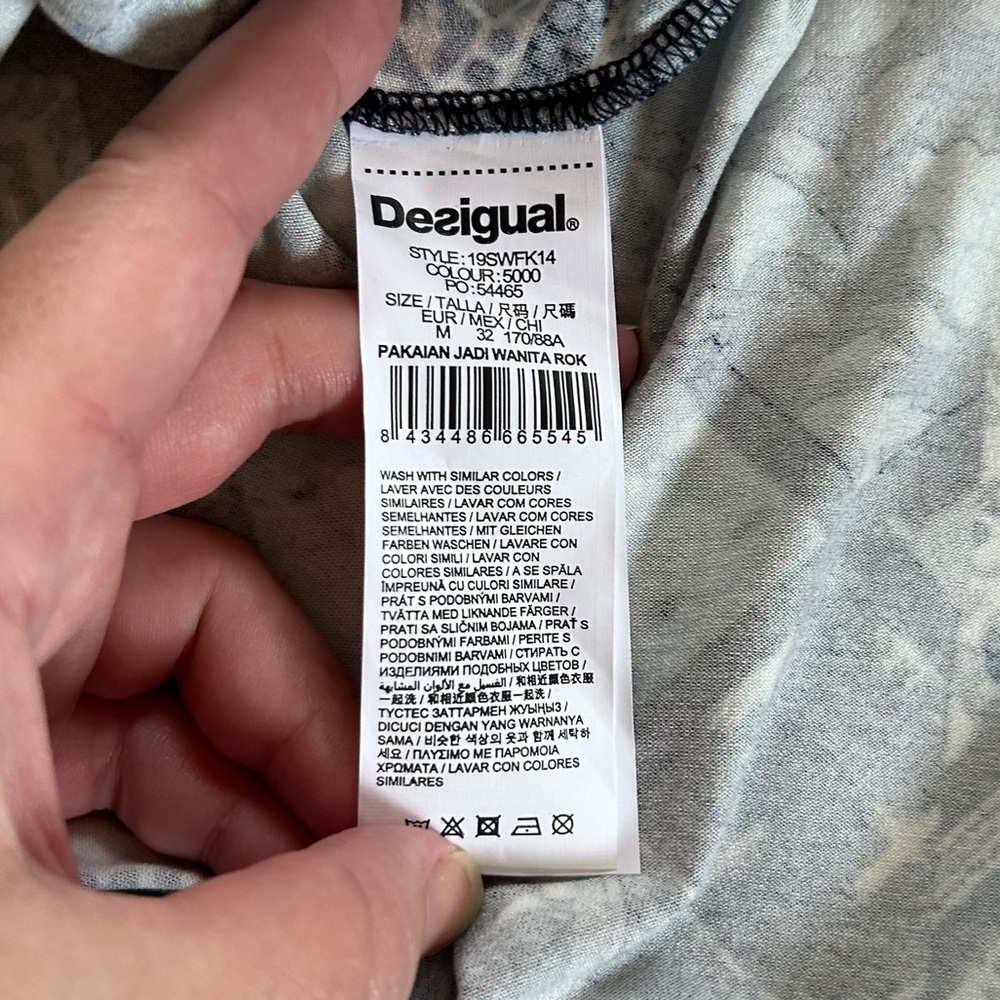 Desigual®
STYLE: 19SWFK14
COLOUR: 5000
PO: 54465
SIZE / TALLA / 尺码 / 尺碼
EUR / MEX / CHI
M 32 170/88A
PAKAIAN JADI WANITA ROK
8 434486 665545
WASH WITH SIMILAR COLORS /
LAVER AVEC DES COULEURS
SIMILAIRES / LAVAR COM CORES
SEMELHANTES / LAVAR COM CORES
SEMELHANTES / MIT GLEICHEN
FARBEN WASCHEN / LAVARE CON
COLORI SIMILI / LAVAR CON
COLORES SIMILARES / A SE SPĂLA
ÎMPREUNĂ CU CULORI SIMILARE /
PRÁT S PODOBNÝMI BARVAMI /
TVÄTTA MED LIKNANDE FÄRGER /
PRATI SA SLIČNIM BOJAMA / PRAŤ S
PODOBNÝMI FARBAMI / PERITE S
PODOBNIMI BARVAMI / СТИРАТЬ С
ИЗДЕЛИЯМИ ПОДОБНЫХ ЦВЕТОВ /
الغسيل مع الألوان المشابهة / 和相近顏色衣服
一起洗 / 和相近顏色衣服一起洗 /
ТҮСТЕС ЗАТТАРМЕН ЖУЫҢЫЗ /
DICUCI DENGAN YANG WARNANYA
SAMA / 비슷한 색상의 옷과 함께 세탁하
세요 / ΠΛΥΣΙΜΟ ΜΕ ΠΑΡΟΜΟΙΑ
ΧΡΩΜΑΤΑ / LAVAR CON COLORES
SIMILARES